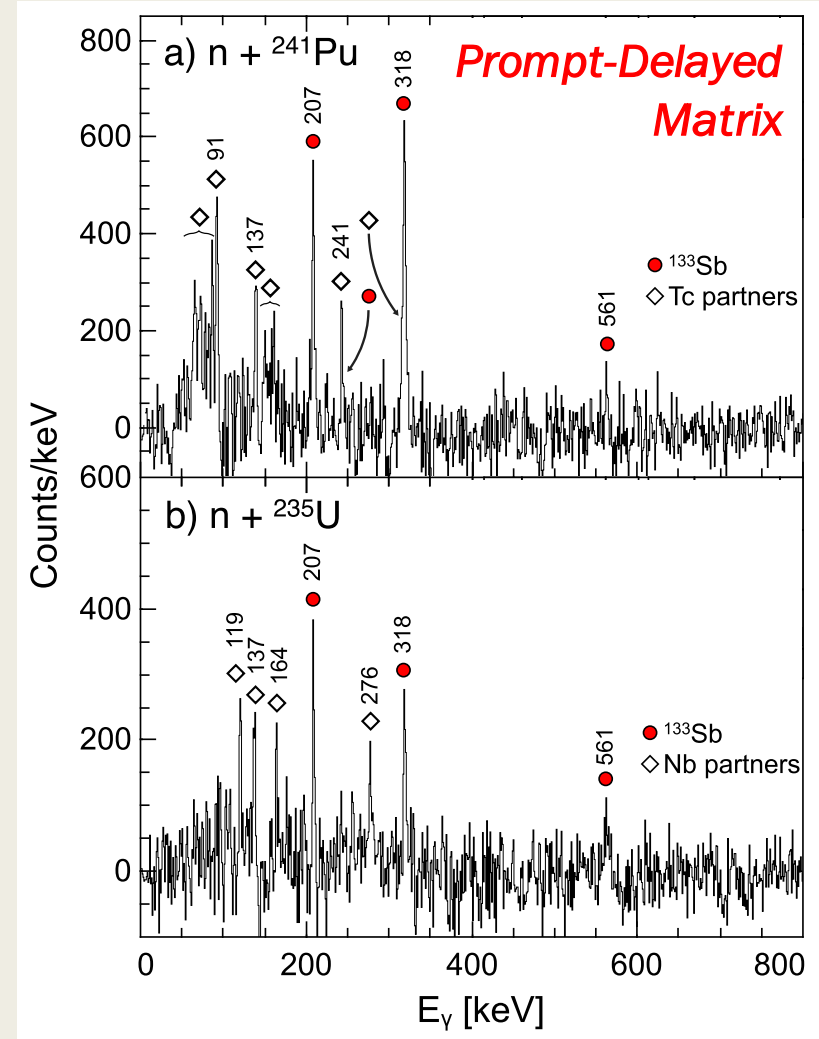 a) n + ²⁴¹Pu
Prompt-Delayed
Matrix
800
600
400
200
0
91
137
207
241
318
561
¹³³Sb
Tc partners
Counts/keV
b) n + ²³⁵U
600
400
200
0
119
137
164
207
276
318
561
¹³³Sb
Nb partners
0 200 400 600 800
Eγ [keV]